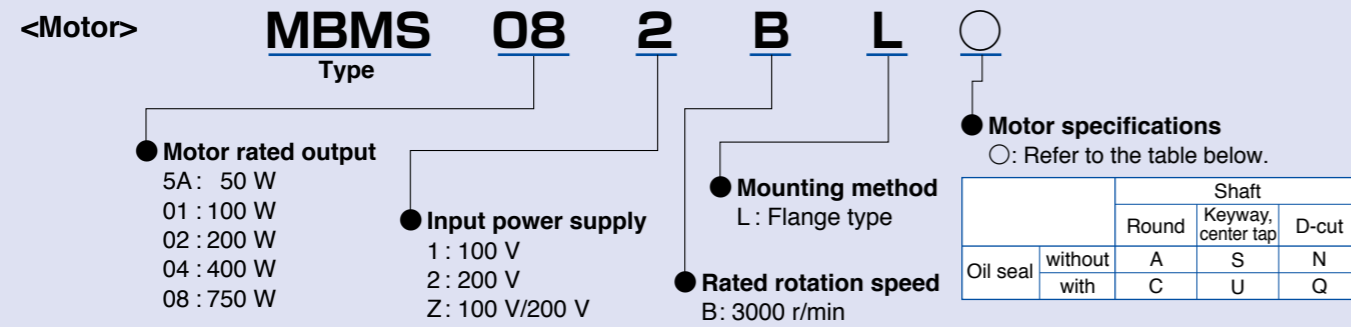 <Motor> MBMS 08 2 B L ○
Type
● Motor rated output
5A: 50 W
01 : 100 W
02 : 200 W
04 : 400 W
08 : 750 W
● Input power supply
1 : 100 V
2 : 200 V
Z : 100 V/200 V
● Rated rotation speed
B: 3000 r/min
● Mounting method
L : Flange type
● Motor specifications
○: Refer to the table below.
Shaft
Round Keyway, center tap D-cut
Oil seal without A S N
with C U Q